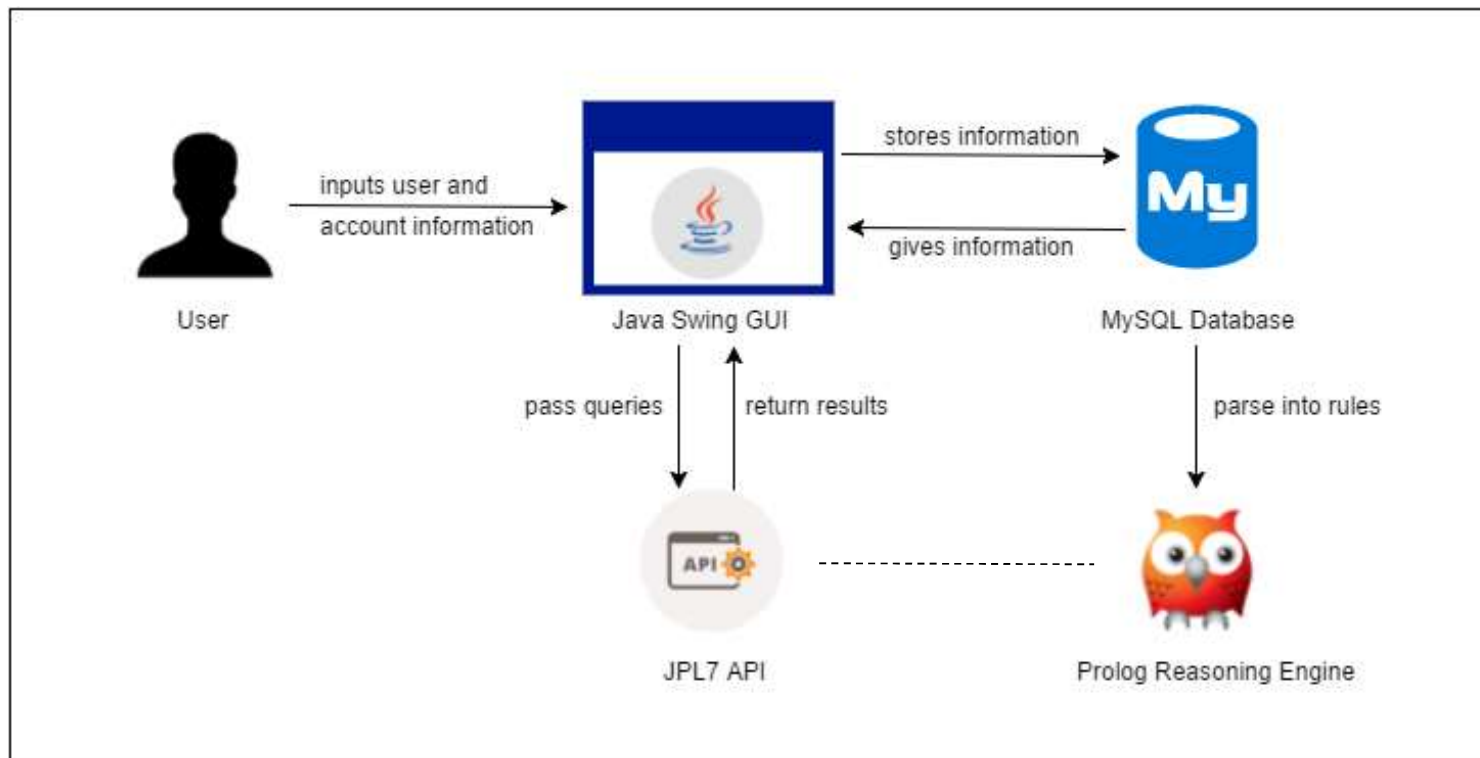 stores information
My
inputs user and
account information
gives information
User
Java Swing GUI
MySQL Database
pass queries
return results
parse into rules
API
JPL7 API
Prolog Reasoning Engine